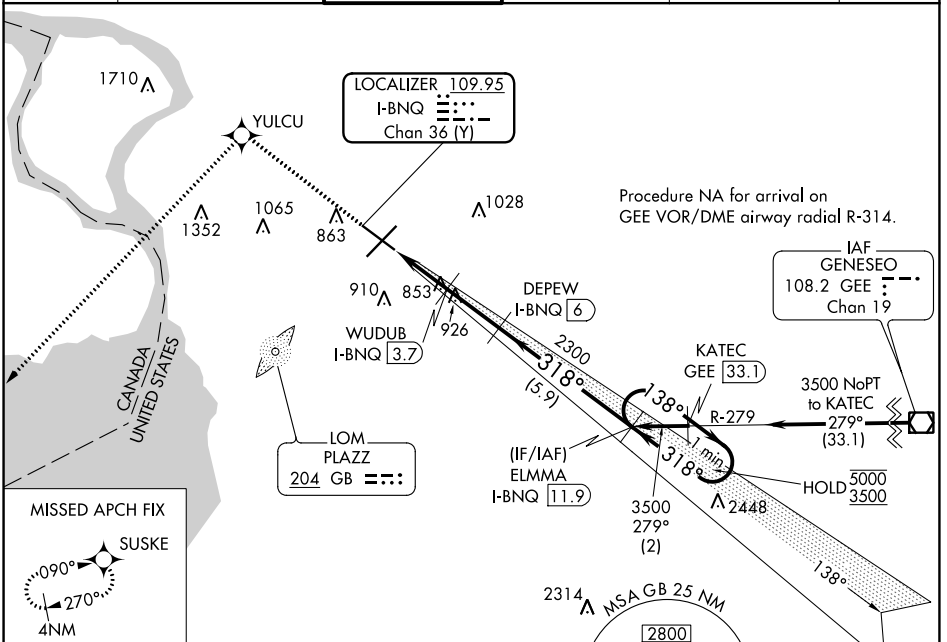 1710
LOCALIZER 109.95
I-BNQ
Chan 36 (Y)
YULCU
1352
1065
863
1028
Procedure NA for arrival on
GEE VOR/DME airway radial R-314.
IAF
GENESEO
108.2 GEE
Chan 19
910
853
926
WUDUB
I-BNQ 3.7
DEPEW
I-BNQ 6
2300
318°
(5.9)
KATEC
GEE 33.1
138°
R-279
3500 NoPT
to KATEC
279°
(33.1)
CANADA
UNITED STATES
LOM
PLAZZ
204 GB
(IF/IAF)
ELMMA
I-BNQ 11.9
1 min
318°
3500
279°
(2)
2448
HOLD 5000
3500
138°
MISSED APCH FIX
SUSKE
090°
270°
4NM
2314
MSA GB 25 NM
2800